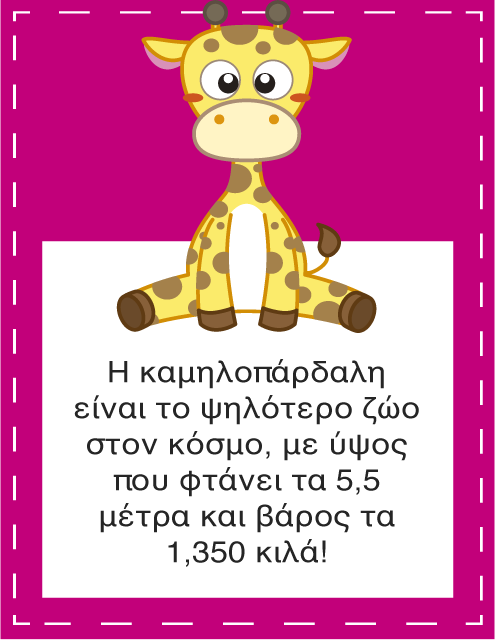 Η καμηλοπάρδαλη
είναι το ψηλότερο ζώο
στον κόσμο, με ύψος
που φτάνει τα 5,5
μέτρα και βάρος τα
1,350 κιλά!